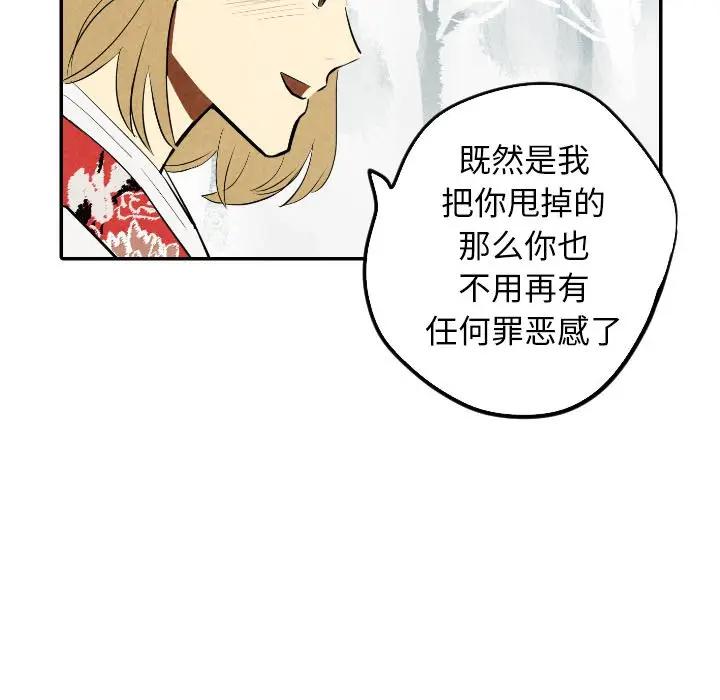 既然是我
把你甩掉的
那么你也
不用再有
任何罪恶感了